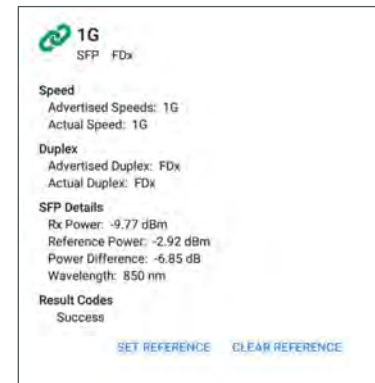 1G
SFP FDx
Speed
Advertised Speeds: 1G
Actual Speed: 1G
Duplex
Advertised Duplex: FDx
Actual Duplex: FDx
SFP Details
Rx Power: -9.77 dBm
Reference Power: -2.92 dBm
Power Difference: -6.85 dB
Wavelength: 850 nm
Result Codes
Success
SET REFERENCE CLEAR REFERENCE